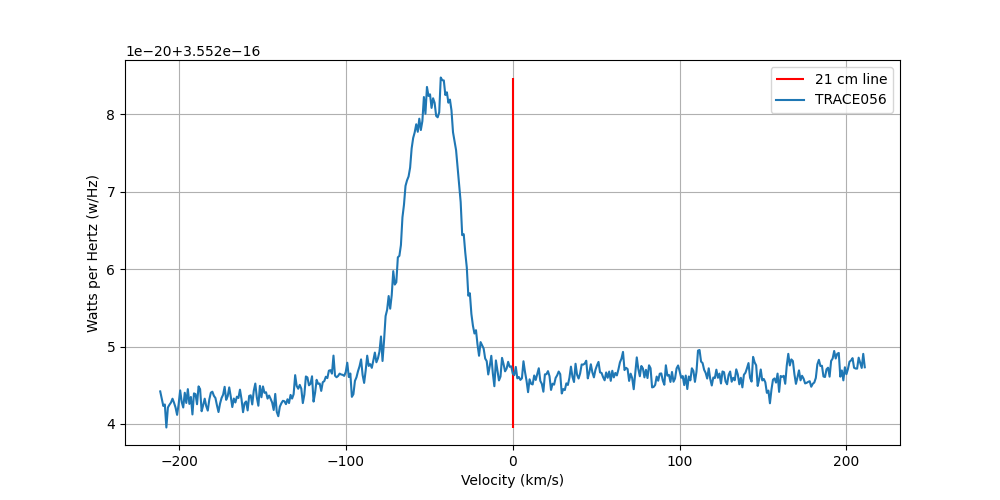 1e−20+3.552e−16
21 cm line
TRACE056
8
7
6
5
4
Watts per Hertz (w/Hz)
−200
−100
0
100
200
Velocity (km/s)